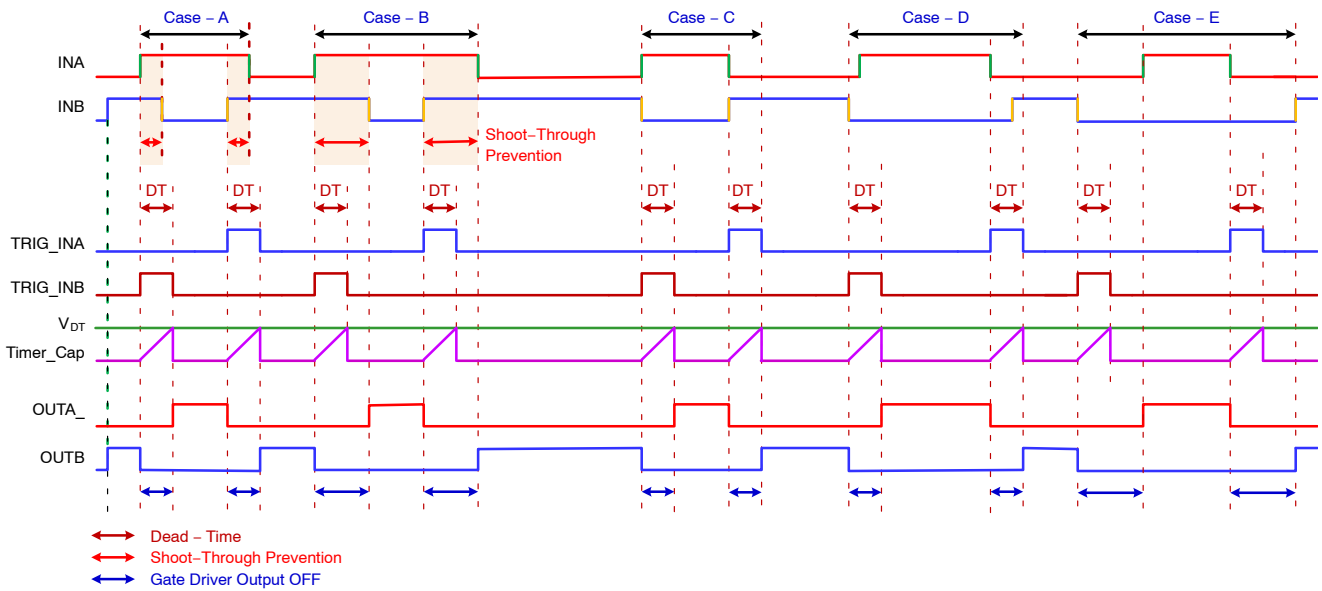 Case – A
Case – B
Case – C
Case – D
Case – E
INA
INB
Shoot–Through
Prevention
DT
DT
DT
DT
DT
DT
DT
DT
DT
DT
TRIG_INA
TRIG_INB
VDT
Timer_Cap
OUTA_
OUTB
Dead – Time
Shoot–Through Prevention
Gate Driver Output OFF